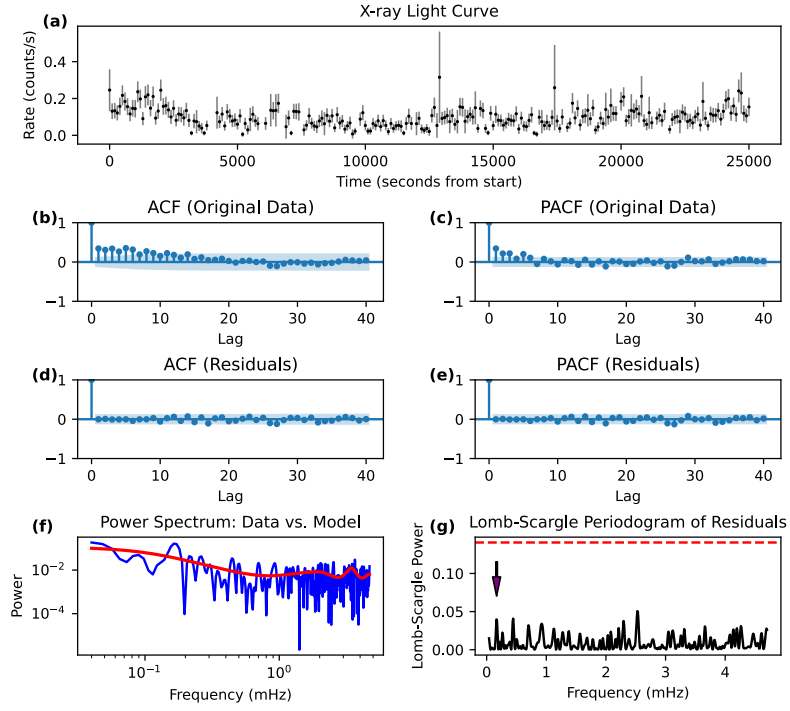 (a)
X-ray Light Curve
Rate (counts/s)
0.4
0.2
0.0
0
5000
10000
15000
20000
25000
Time (seconds from start)
(b)
ACF (Original Data)
1
0
−1
0
10
20
30
40
Lag
(c)
PACF (Original Data)
1
0
−1
0
10
20
30
40
Lag
(d)
ACF (Residuals)
1
0
−1
0
10
20
30
40
Lag
(e)
PACF (Residuals)
1
0
−1
0
10
20
30
40
Lag
(f)
Power Spectrum: Data vs. Model
Power
10⁻²
10⁻⁴
10⁻¹
10⁰
Frequency (mHz)
(g)
Lomb-Scargle Periodogram of Residuals
Lomb-Scargle Power
0.10
0.05
0.00
0
1
2
3
4
Frequency (mHz)